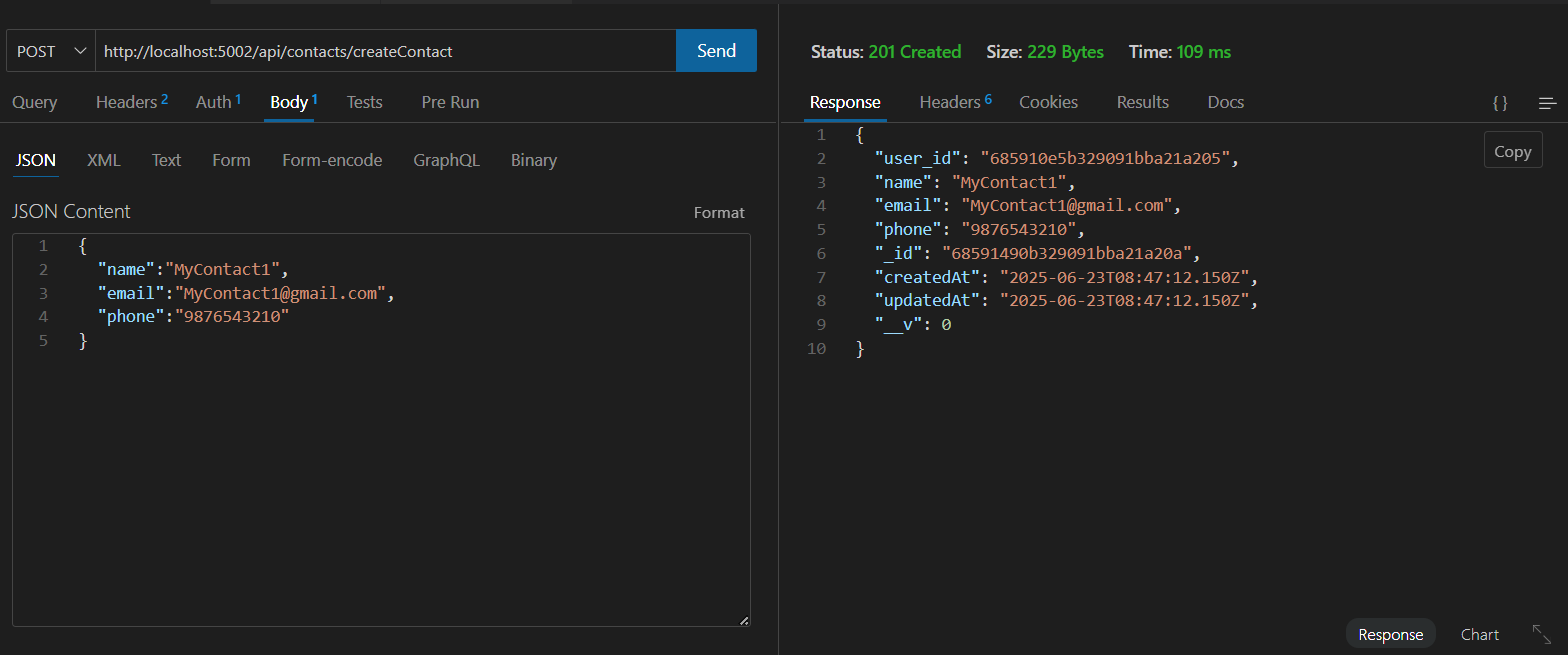 POST http://localhost:5002/api/contacts/createContact Send
Query Headers 2 Auth 1 Body 1 Tests Pre Run
JSON XML Text Form Form-encode GraphQL Binary
JSON Content Format
1 {
2 "name":"MyContact1",
3 "email":"MyContact1@gmail.com",
4 "phone":"9876543210"
5 }
Status: 201 Created Size: 229 Bytes Time: 109 ms
Response Headers 6 Cookies Results Docs { }
Copy
1 {
2 "user_id": "685910e5b329091bba21a205",
3 "name": "MyContact1",
4 "email": "MyContact1@gmail.com",
5 "phone": "9876543210",
6 "_id": "68591490b329091bba21a20a",
7 "createdAt": "2025-06-23T08:47:12.150Z",
8 "updatedAt": "2025-06-23T08:47:12.150Z",
9 "__v": 0
10 }
Response Chart